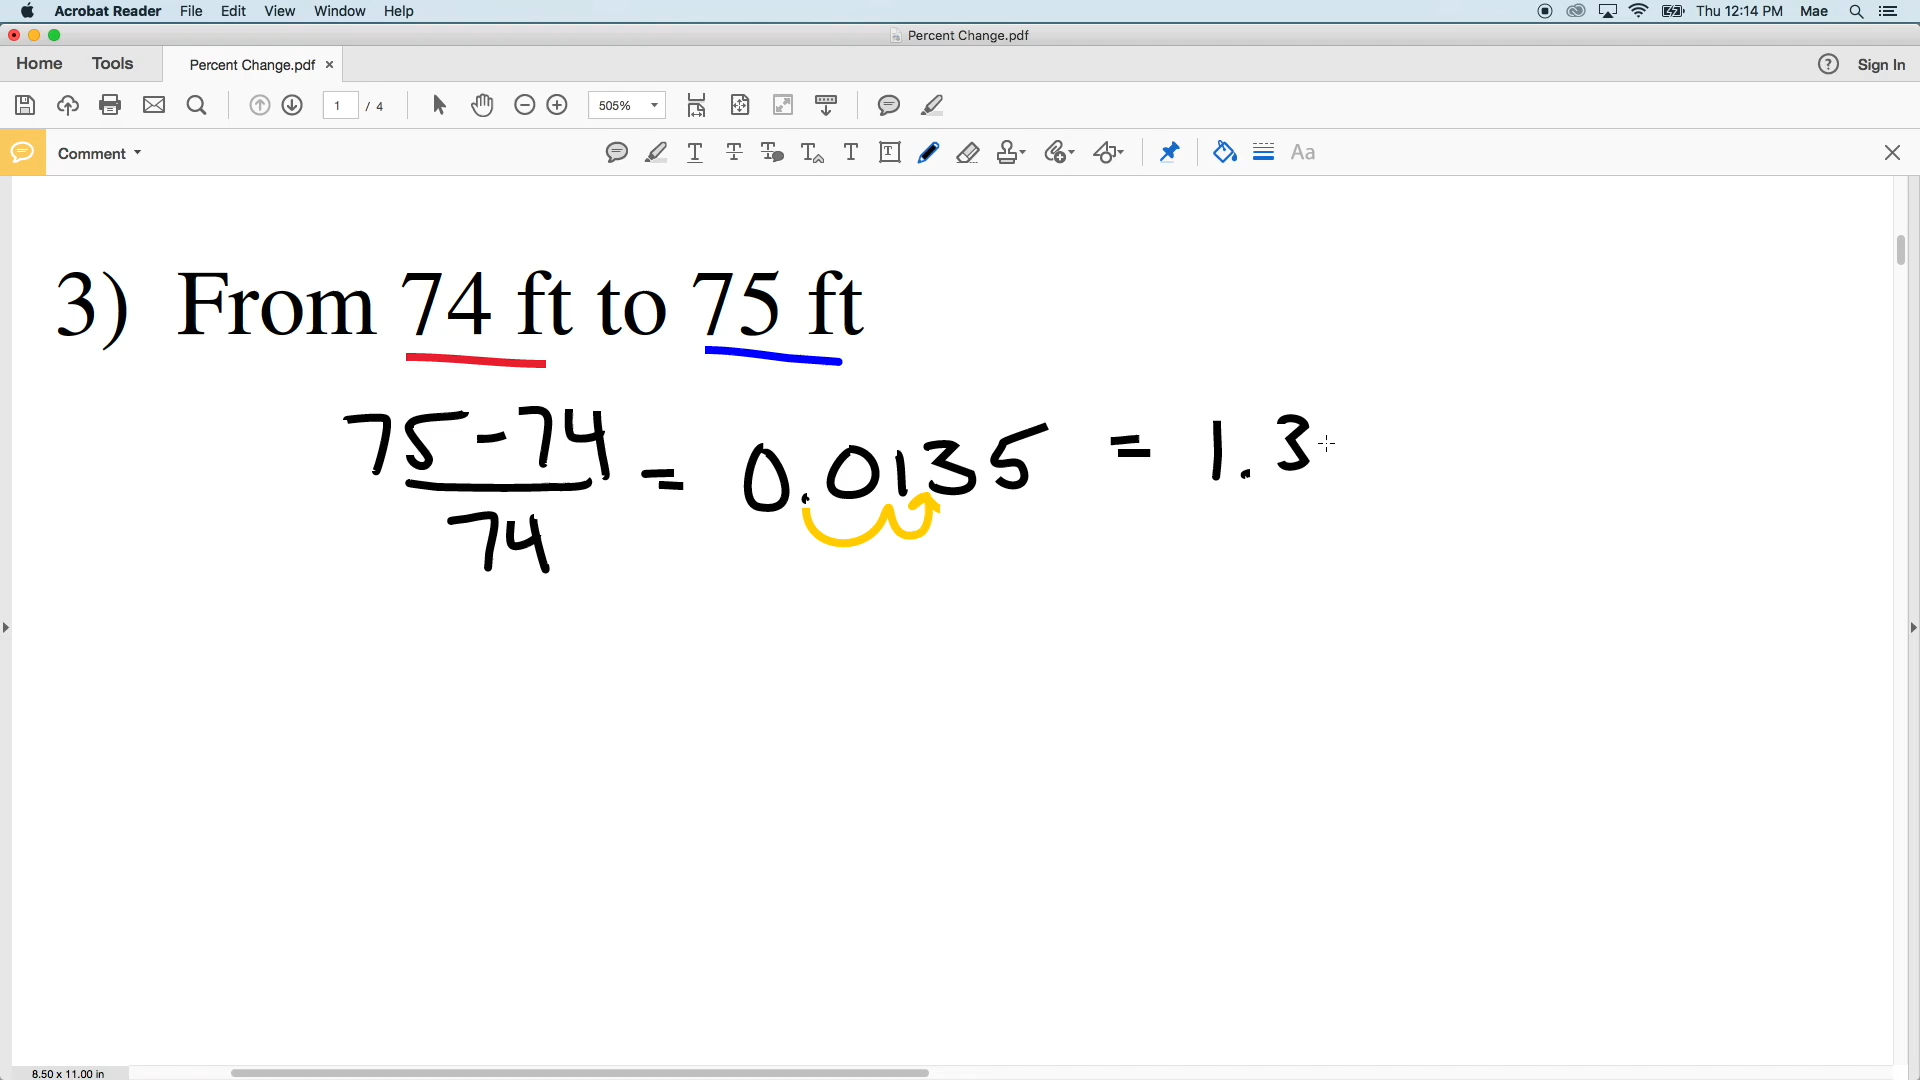 Acrobat Reader File Edit View Window Help Thu 12:14 PM Mae
Percent Change.pdf
Home Tools Percent Change.pdf × ? Sign In
1 / 4 505%
Comment T T T T T T Aa
3) From 74 ft to 75 ft
75-74
74
= 0.0135 = 1.3
8.50 x 11.00 in